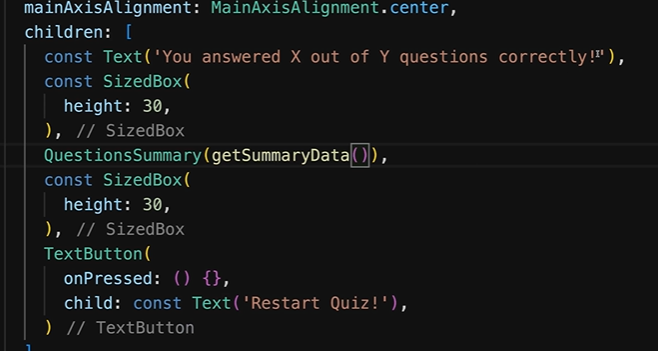 mainAxisAlignment: MainAxisAlignment.center,
children: [
const Text('You answered X out of Y questions correctly!'),
const SizedBox(
height: 30,
), // SizedBox
QuestionsSummary(getSummaryData()),
const SizedBox(
height: 30,
), // SizedBox
TextButton(
onPressed: () {},
child: const Text('Restart Quiz!'),
) // TextButton
]